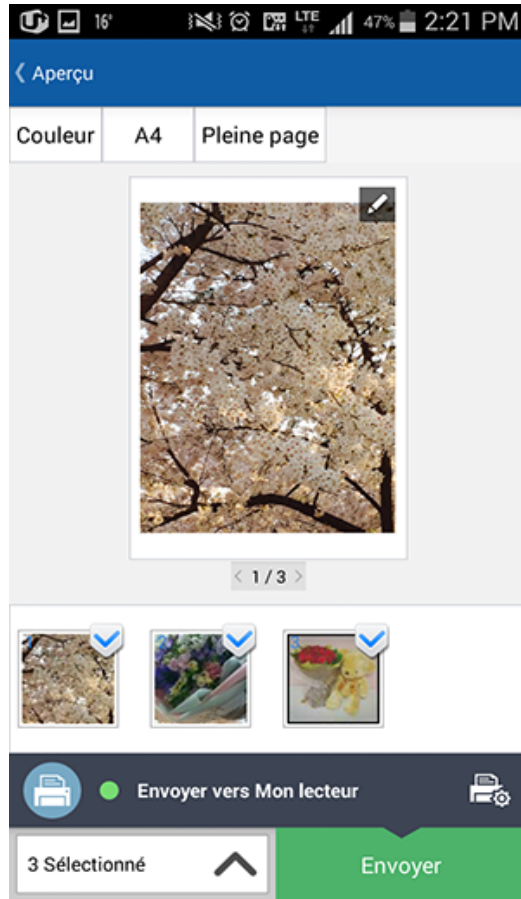 16° LTE 47% 2:21 PM
Aperçu
Couleur A4 Pleine page
1 / 3
Envoyer vers Mon lecteur
3 Sélectionné Envoyer